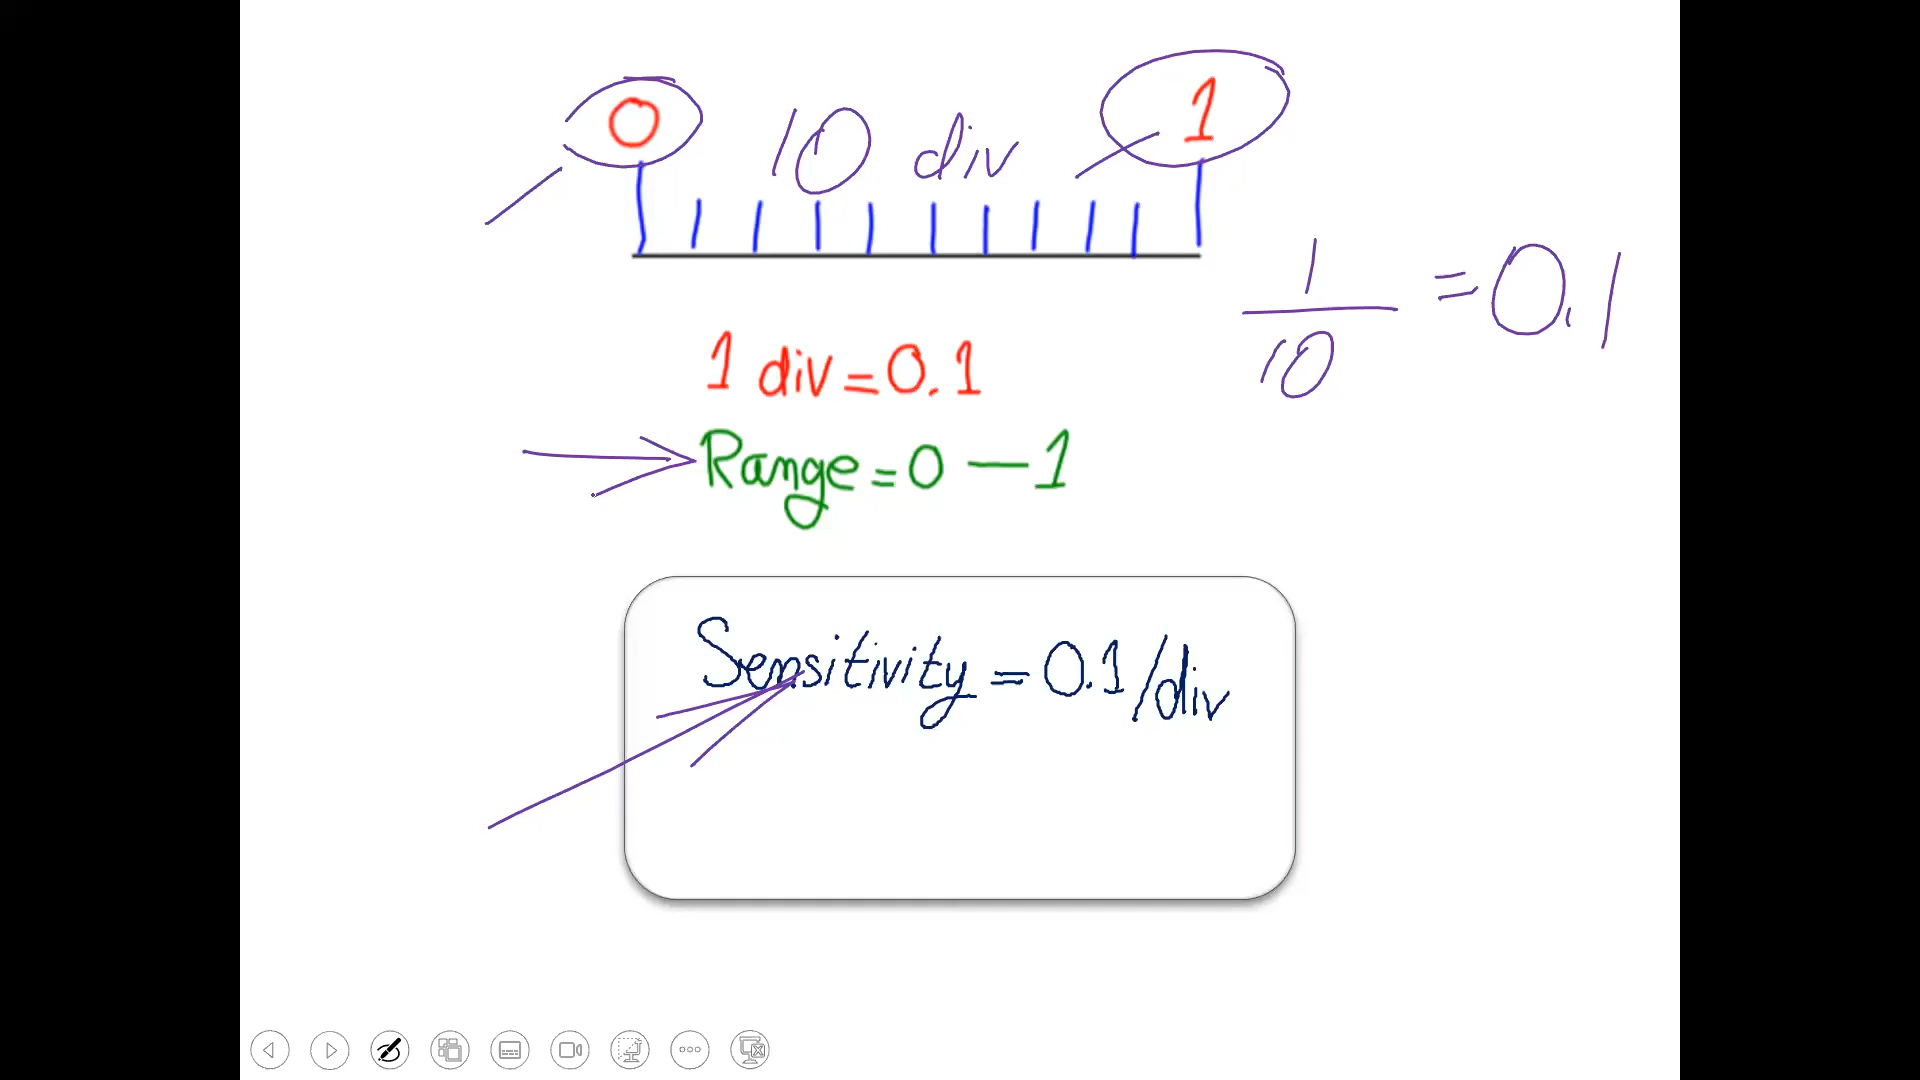 0 10 div 1
1
10
= 0.1
1 div = 0.1
Range = 0 — 1
Sensitivity = 0.1/div